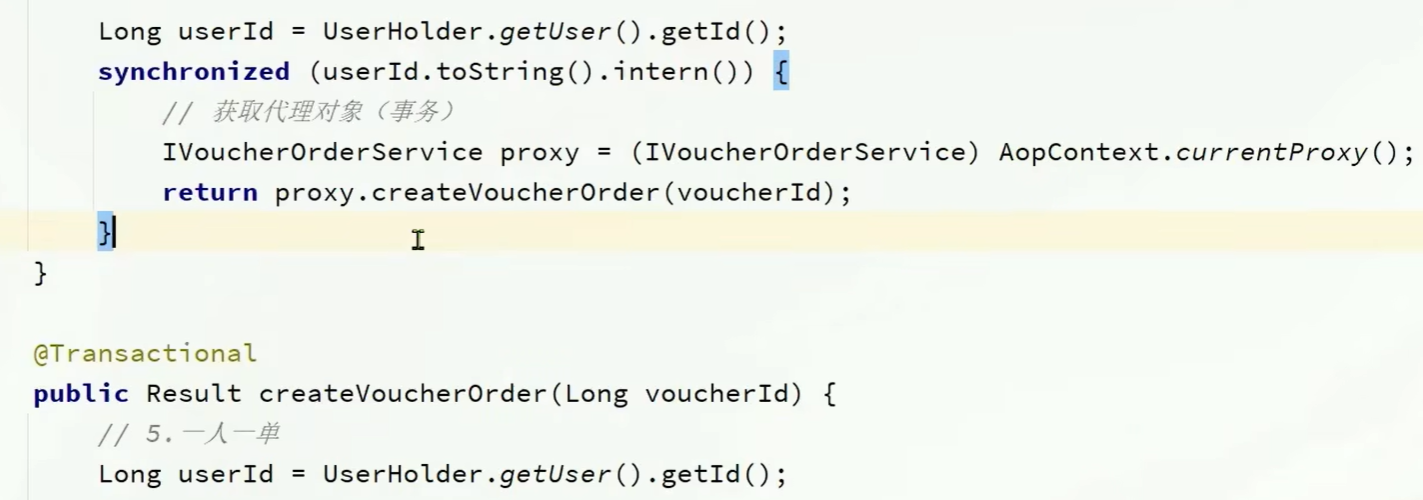 Long userId = UserHolder.getUser().getId();
synchronized (userId.toString().intern()) {
// 获取代理对象（事务）
IVoucherOrderService proxy = (IVoucherOrderService) AopContext.currentProxy();
return proxy.createVoucherOrder(voucherId);
}
}
@Transactional
public Result createVoucherOrder(Long voucherId) {
// 5.一人一单
Long userId = UserHolder.getUser().getId();